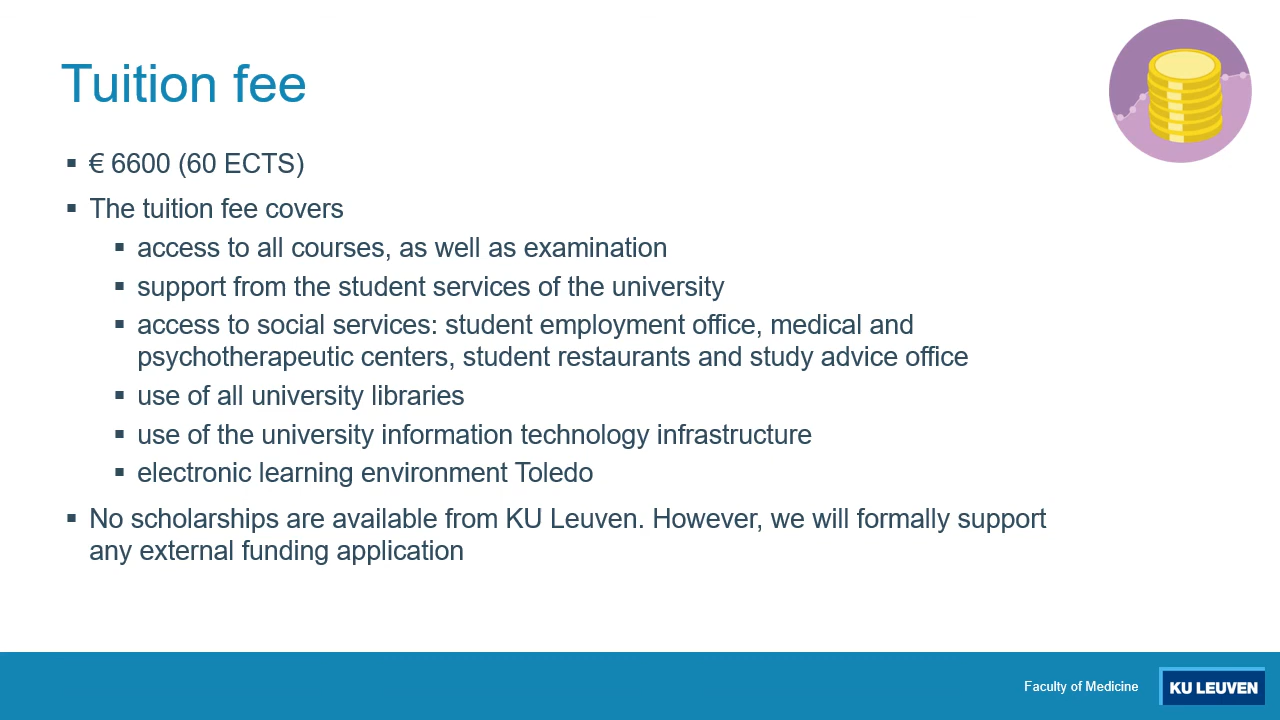 Tuition fee
▪ € 6600 (60 ECTS)
▪ The tuition fee covers
▪ access to all courses, as well as examination
▪ support from the student services of the university
▪ access to social services: student employment office, medical and
psychotherapeutic centers, student restaurants and study advice office
▪ use of all university libraries
▪ use of the university information technology infrastructure
▪ electronic learning environment Toledo
▪ No scholarships are available from KU Leuven. However, we will formally support
any external funding application
Faculty of Medicine
KU LEUVEN